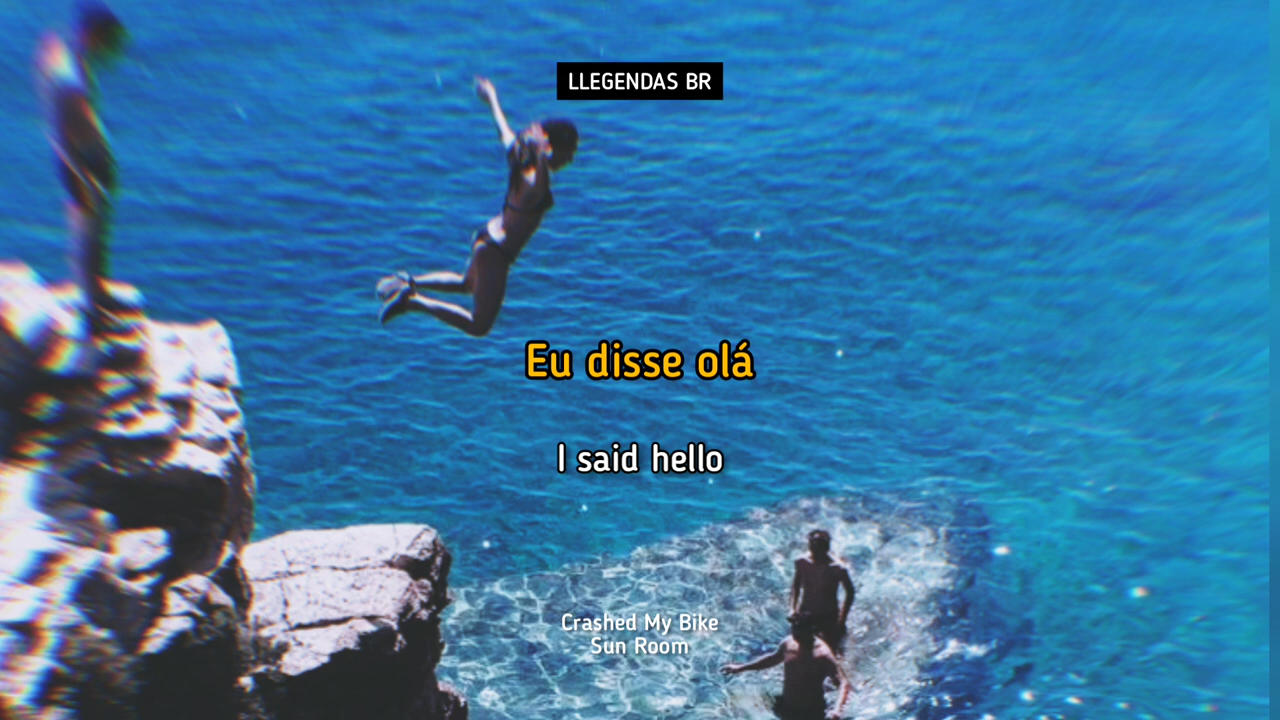 LLEGENDAS BR
Eu disse olá
I said hello
Crashed My Bike
Sun Room